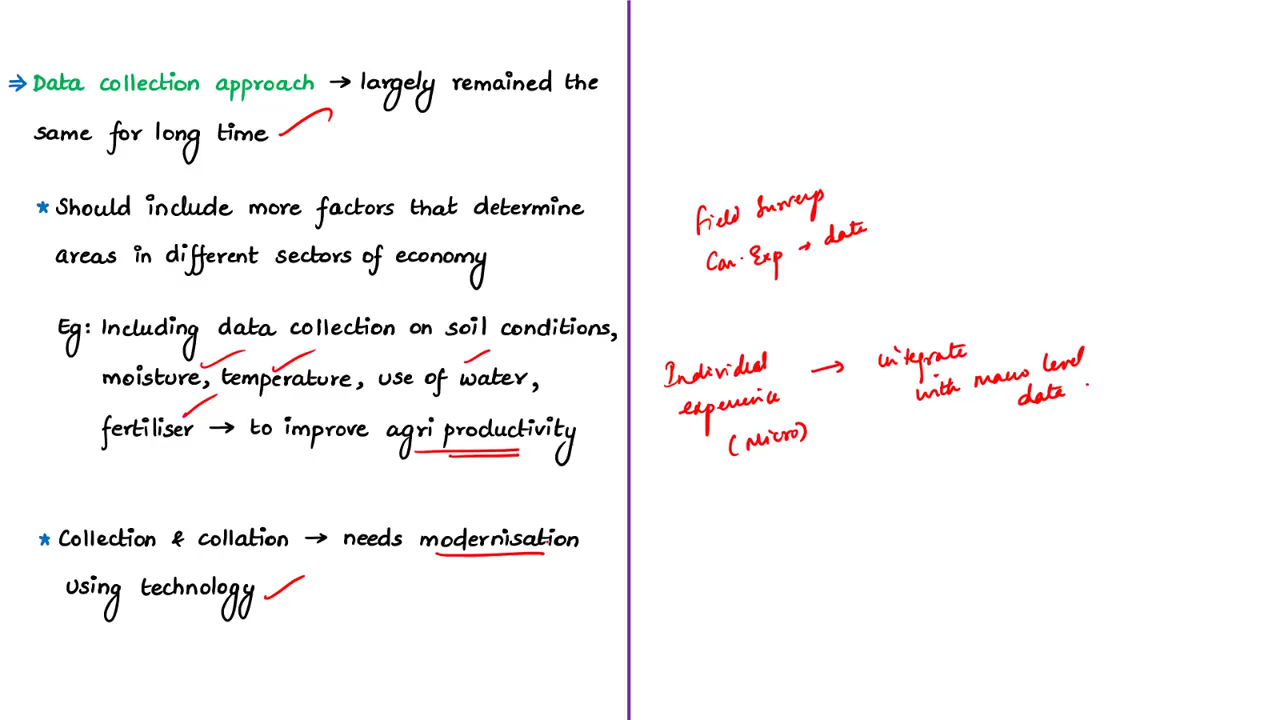 ⇒ Data collection approach → largely remained the
same for long time
* Should include more factors that determine
areas in different sectors of economy
Eg: Including data collection on soil conditions,
moisture, temperature, use of water,
fertiliser → to improve agri productivity
* Collection & collation → needs modernisation
using technology
Field Surveys
Con. Exp → data
Individual experience (Micro) → integrate
with macro level
data.